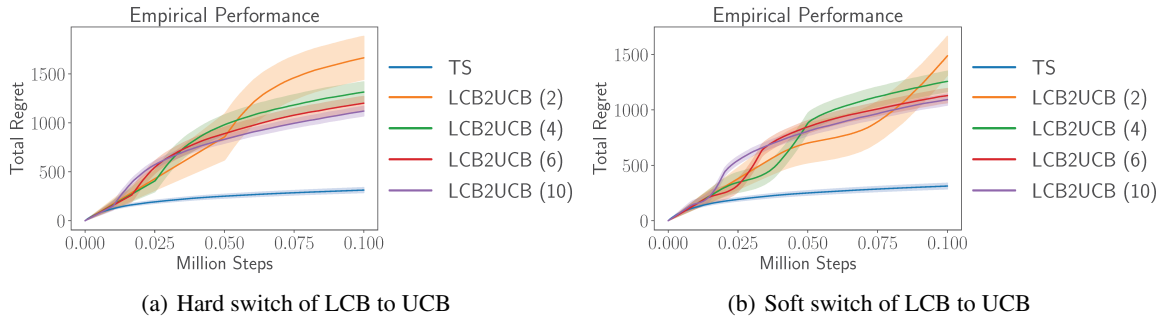 Empirical Performance
Total Regret
1500
1000
500
0
0.000 0.025 0.050 0.075 0.100
Million Steps
TS
LCB2UCB (2)
LCB2UCB (4)
LCB2UCB (6)
LCB2UCB (10)
(a) Hard switch of LCB to UCB
Empirical Performance
Total Regret
1500
1000
500
0
0.000 0.025 0.050 0.075 0.100
Million Steps
TS
LCB2UCB (2)
LCB2UCB (4)
LCB2UCB (6)
LCB2UCB (10)
(b) Soft switch of LCB to UCB